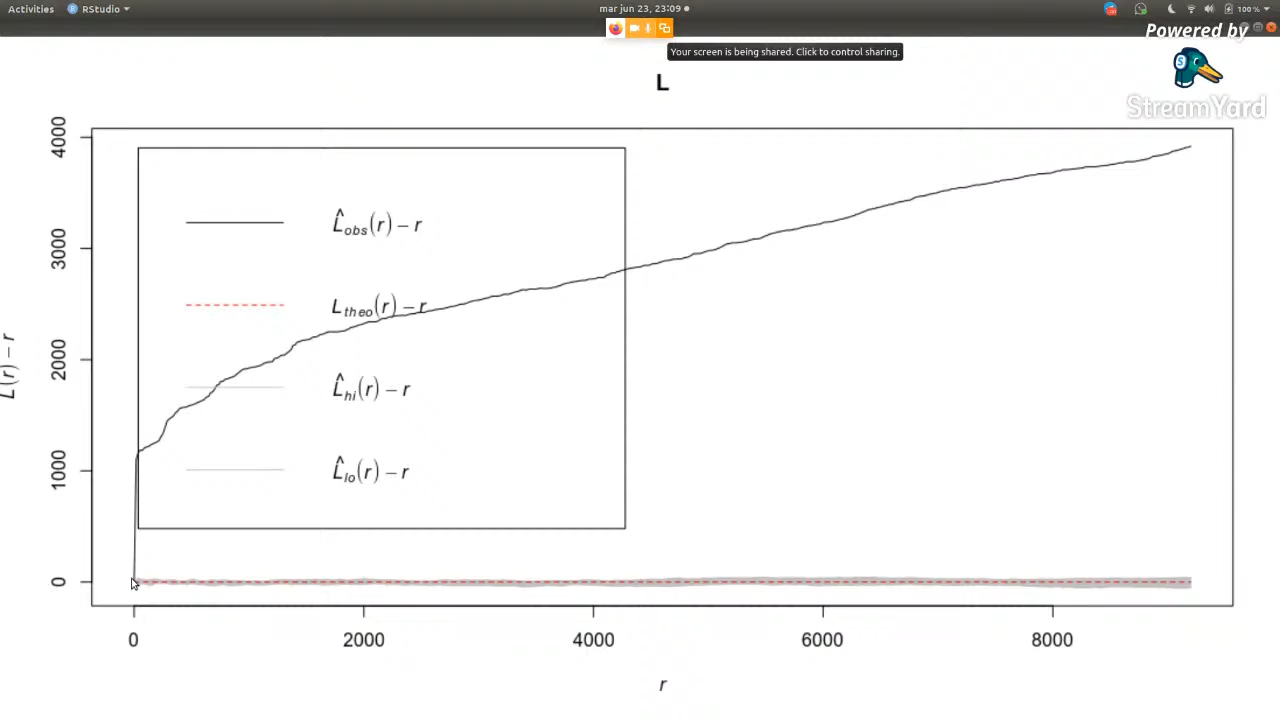 Activities RStudio mar jun 23, 23:09 100 %
Powered by
Your screen is being shared. Click to control sharing.
StreamYard
L
4000
3000
2000
1000
0
L(r) − r
L̂obs(r) − r
Ltheo(r) − r
L̂hi(r) − r
L̂lo(r) − r
0 2000 4000 6000 8000
r